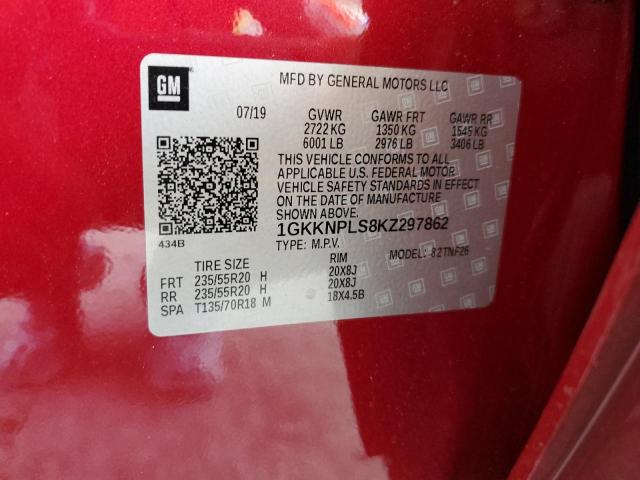 GM
MFD BY GENERAL MOTORS LLC
07/19 GVWR GAWR FRT GAWR RR
2722 KG 1350 KG 1545 KG
6001 LB 2976 LB 3406 LB
THIS VEHICLE CONFORMS TO ALL
APPLICABLE U.S. FEDERAL MOTOR
VEHICLE SAFETY STANDARDS IN EFFECT
ON THE DATE OF MANUFACTURE
SHOWN ABOVE.
434B
1GKKNPLS8KZ297862
TYPE: M.P.V. MODEL: 82TNF26
TIRE SIZE RIM
FRT 235/55R20 H 20X8J
RR 235/55R20 H 20X8J
SPA T135/70R18 M 18X4.5B